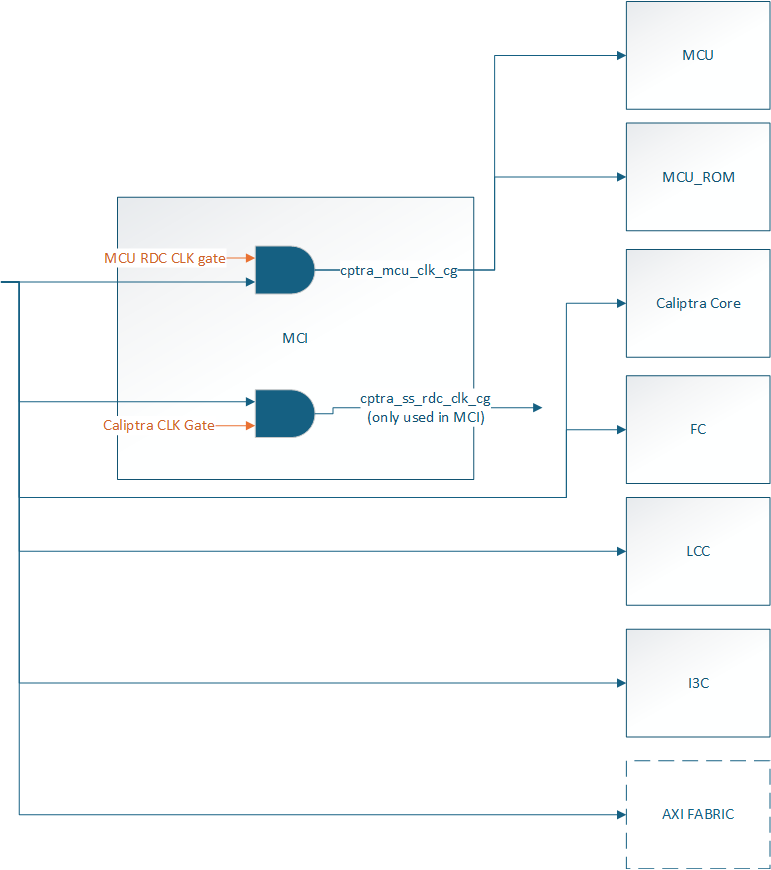 MCU
MCU_ROM
MCU RDC CLK gate
cptra_mcu_clk_cg
Caliptra Core
MCI
cptra_ss_rdc_clk_cg
(only used in MCI)
Caliptra CLK Gate
FC
LCC
I3C
AXI FABRIC